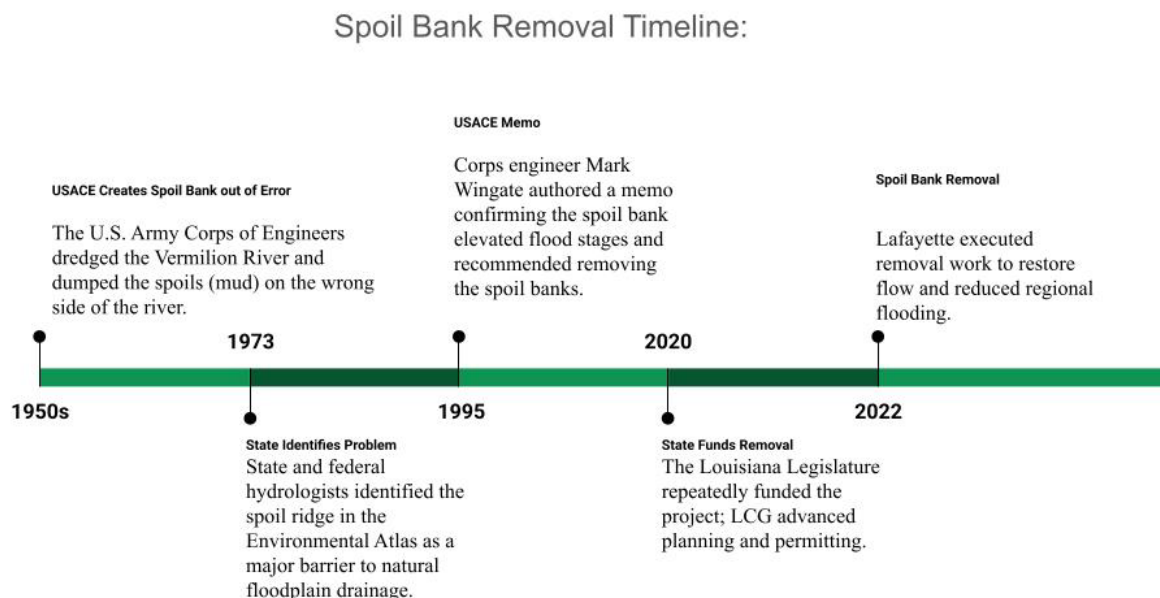 Spoil Bank Removal Timeline:
USACE Creates Spoil Bank out of Error
The U.S. Army Corps of Engineers
dredged the Vermilion River and
dumped the spoils (mud) on the wrong
side of the river.
1950s
1973
State Identifies Problem
State and federal
hydrologists identified the
spoil ridge in the
Environmental Atlas as a
major barrier to natural
floodplain drainage.
USACE Memo
Corps engineer Mark
Wingate authored a memo
confirming the spoil bank
elevated flood stages and
recommended removing
the spoil banks.
1995
2020
State Funds Removal
The Louisiana Legislature
repeatedly funded the
project; LCG advanced
planning and permitting.
Spoil Bank Removal
Lafayette executed
removal work to restore
flow and reduced regional
flooding.
2022